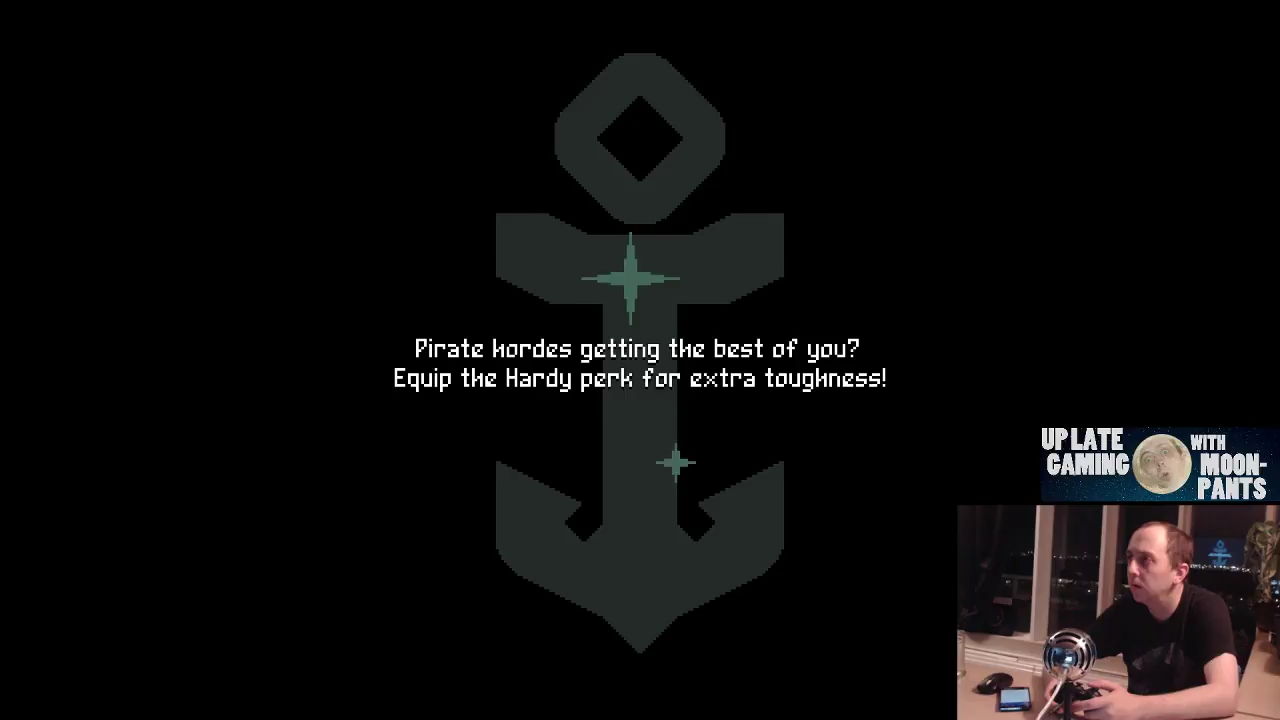 Pirate hordes getting the best of you?
Equip the Hardy perk for extra toughness!
UP LATE
GAMING
WITH
MOON-
PANTS